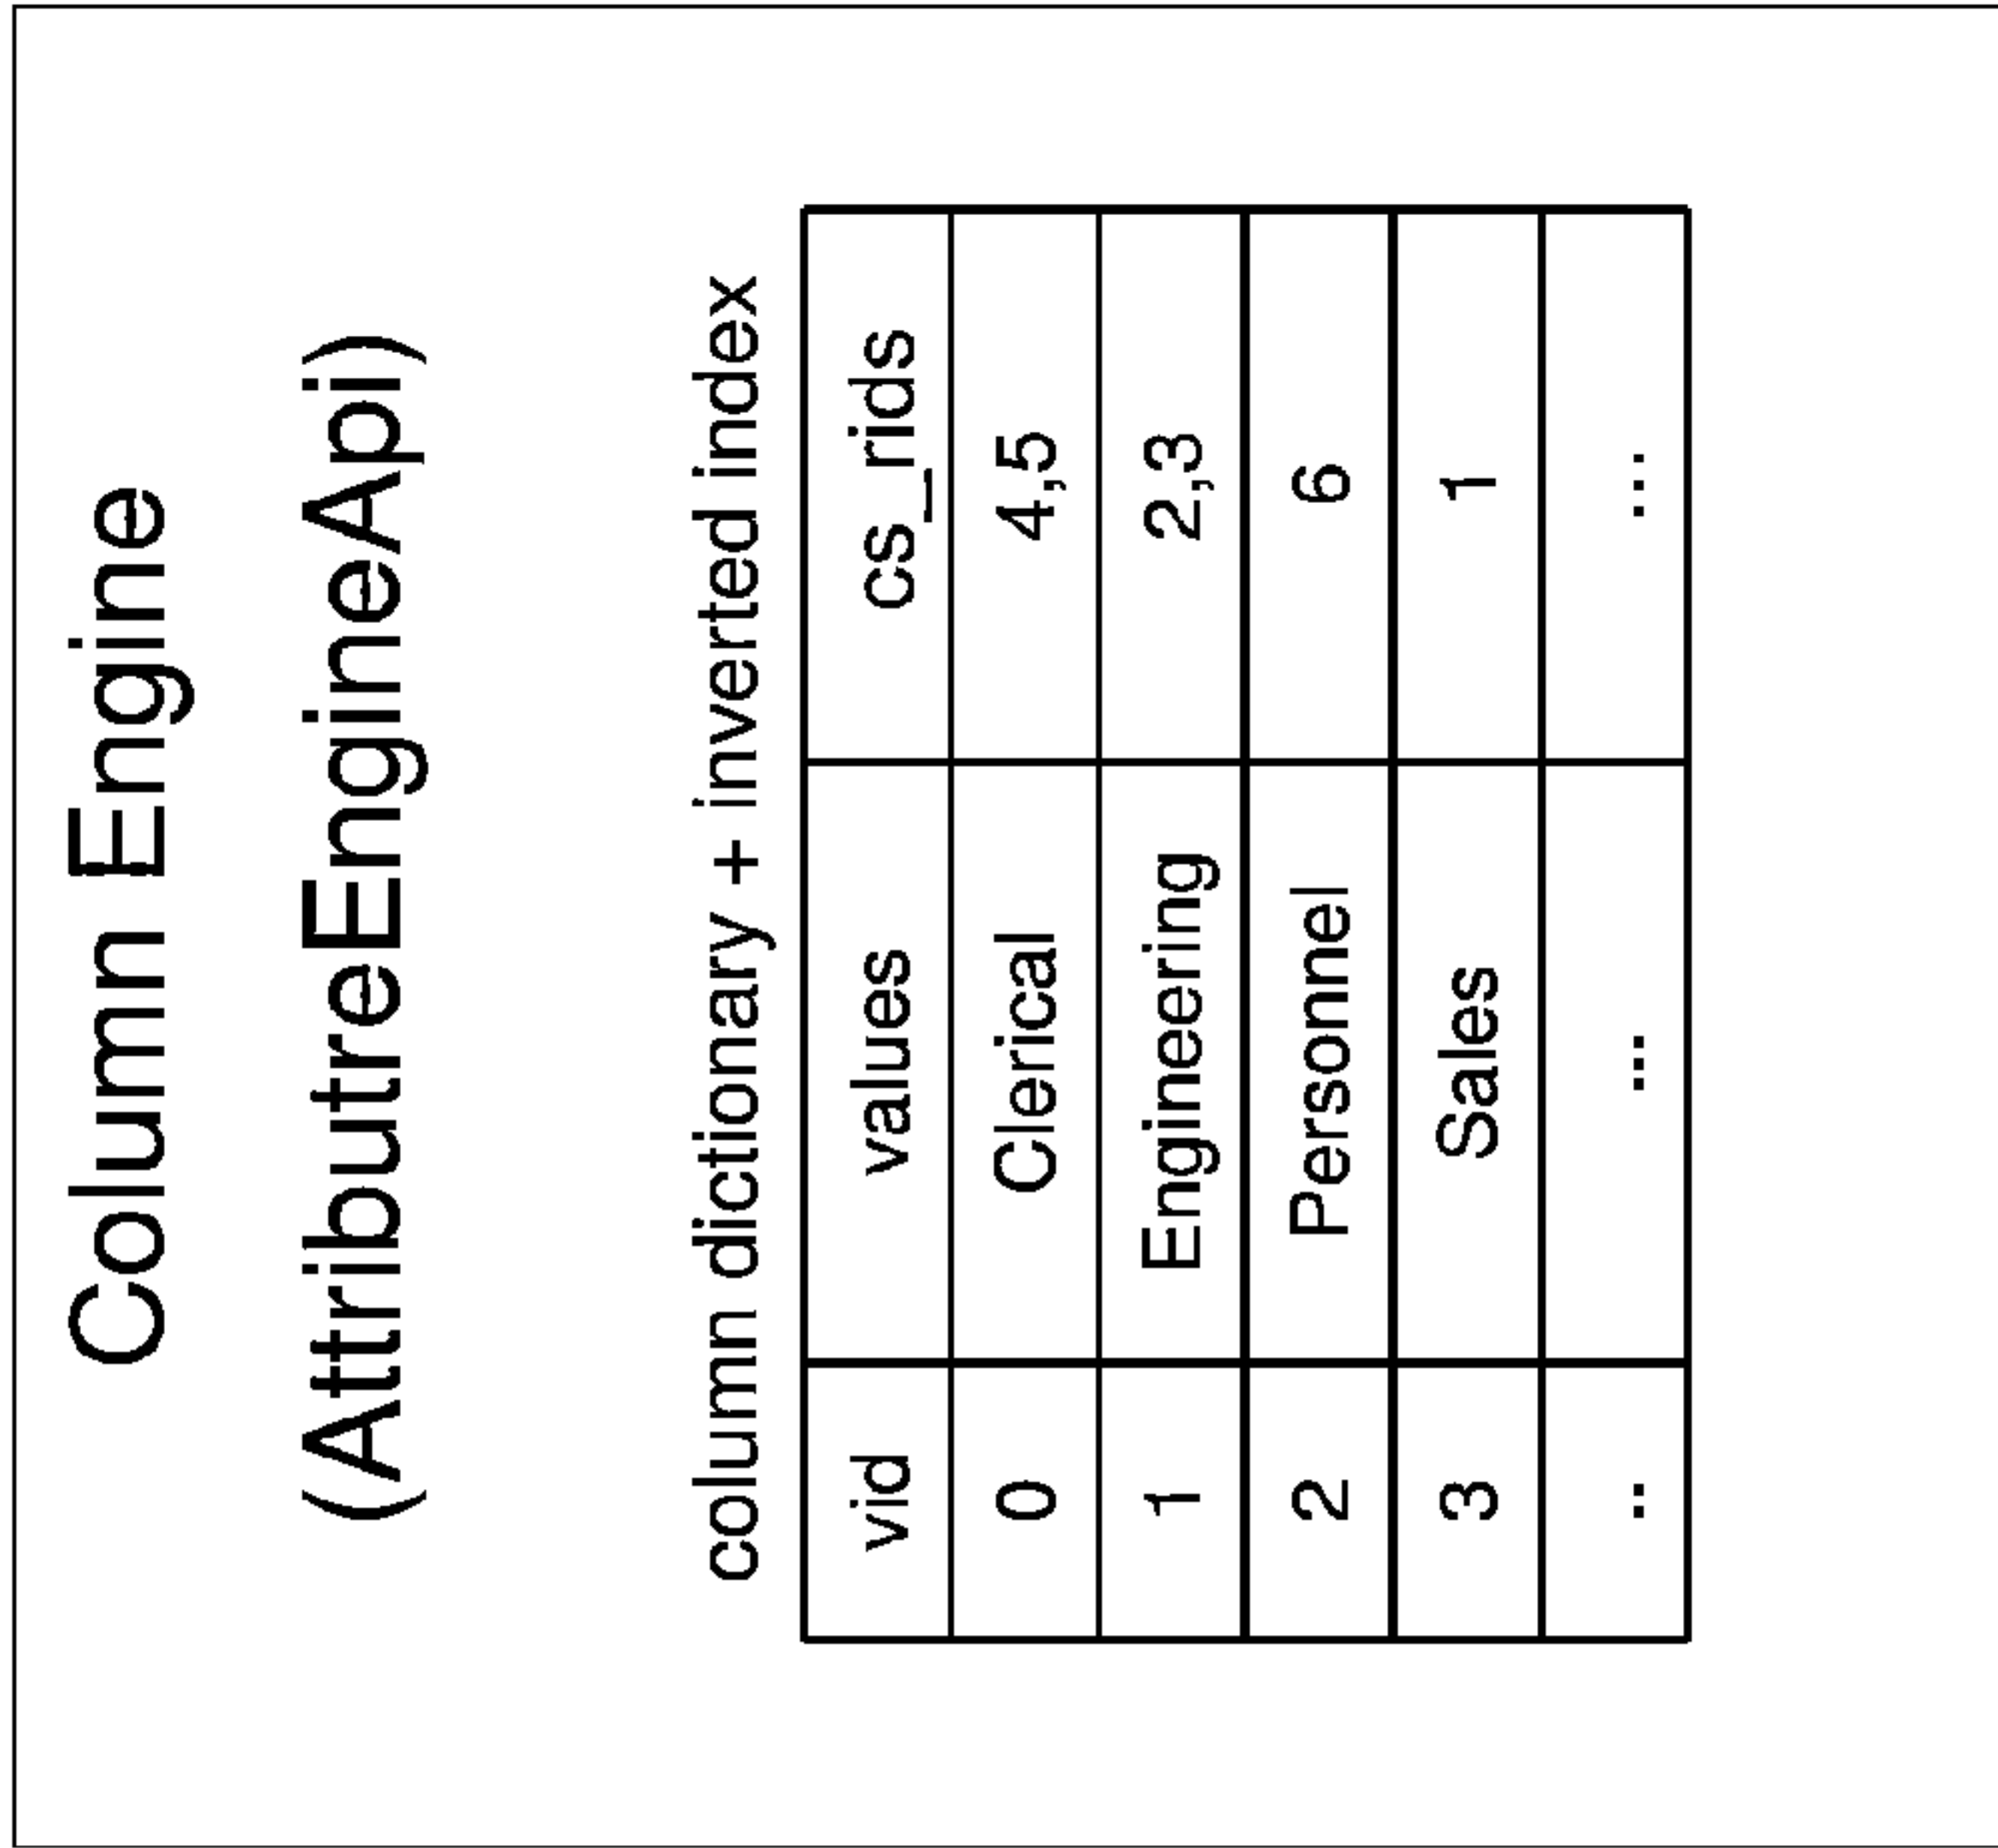 Column Engine
(AttributreEngineApi)
column dictionary + inverted index
vid values cs_rids
0 Clerical 4,5
1 Engineering 2,3
2 Personnel 6
3 Sales 1
.. ... ...